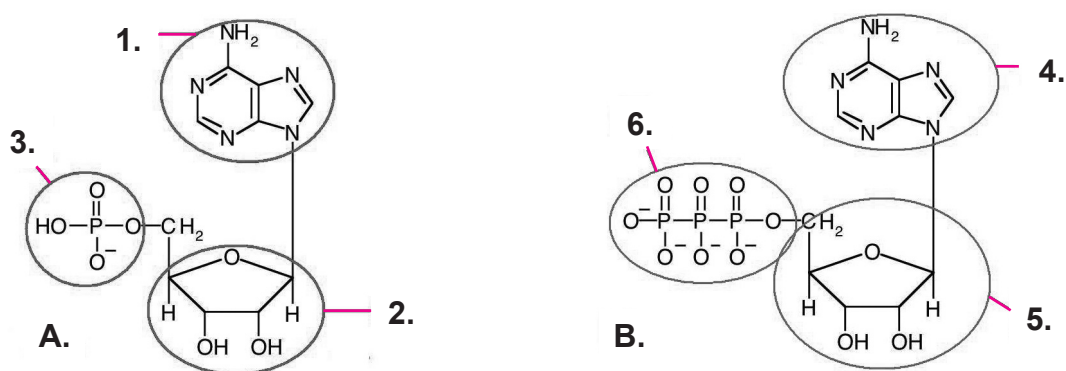 1.
NH2
N
N
N
N
3.
O
HO P O CH2
O−
O
H H
OH OH
2.
A.
NH2
4.
N
N
N
N
6.
O O O
O− P P P O CH2
O− O− O−
O
H H
OH OH
5.
B.